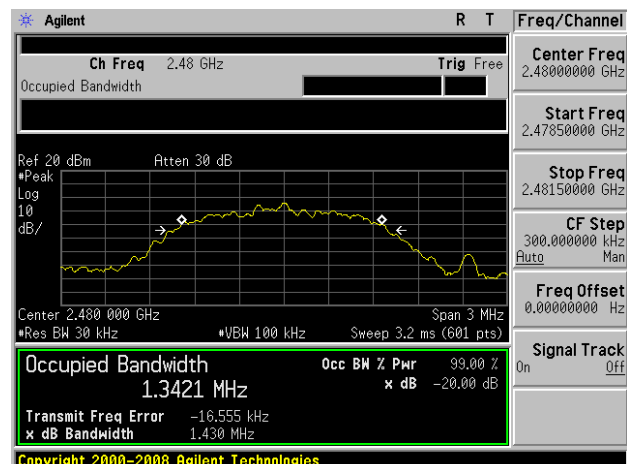 Agilent R T Freq/Channel
Ch Freq 2.48 GHz Trig Free
Occupied Bandwidth
Center Freq
2.48000000 GHz
Start Freq
2.47850000 GHz
Stop Freq
2.48150000 GHz
CF Step
300.000000 kHz
Auto Man
Freq Offset
0.00000000 Hz
Signal Track
On Off
Ref 20 dBm Atten 30 dB
#Peak
Log
10
dB/
Center 2.480 000 GHz Span 3 MHz
#Res BW 30 kHz #VBW 100 kHz Sweep 3.2 ms (601 pts)
Occupied Bandwidth Occ BW % Pwr 99.00 %
1.3421 MHz x dB -20.00 dB
Transmit Freq Error -16.555 kHz
x dB Bandwidth 1.430 MHz
Copyright 2000-2008 Agilent Technologies